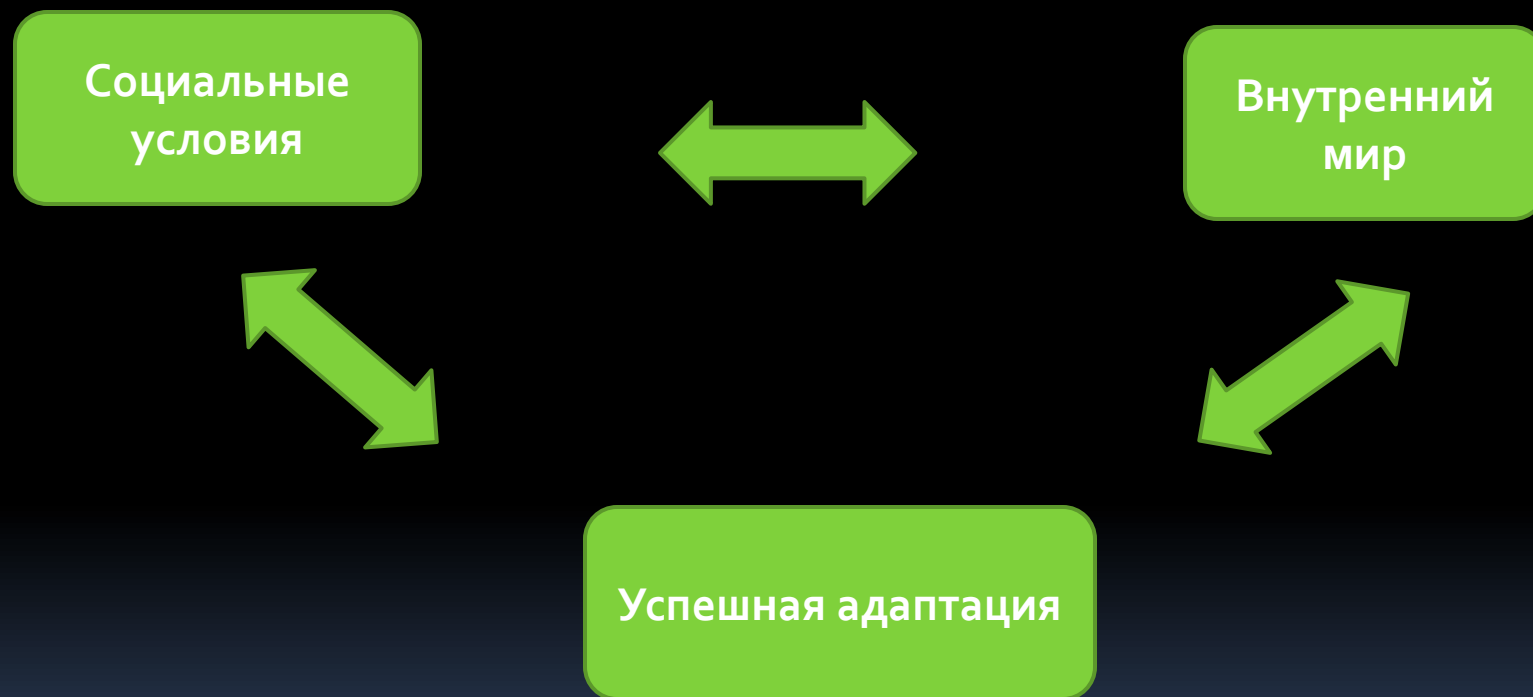 Социальные
условия
Внутренний
мир
Успешная адаптация